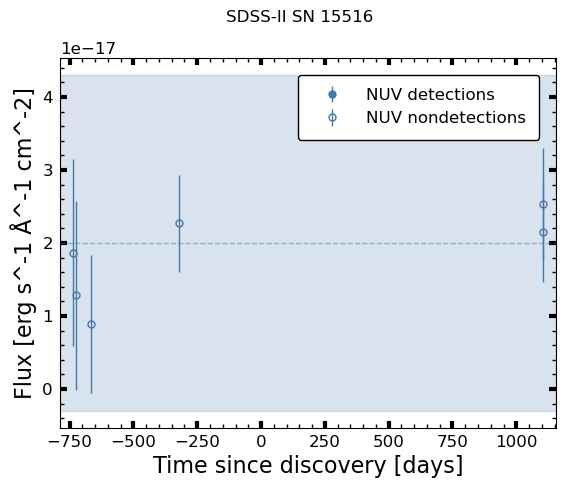 SDSS-II SN 15516
1e−17
NUV detections
NUV nondetections
4
3
2
1
0
Flux [erg s^-1 Å^-1 cm^-2]
−750 −500 −250 0 250 500 750 1000
Time since discovery [days]